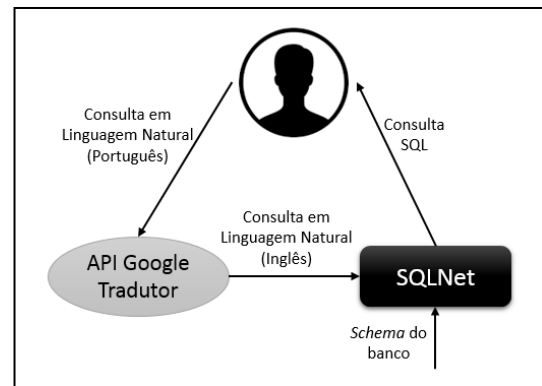 Consulta em
Linguagem Natural
(Português)
Consulta
SQL
Consulta em
Linguagem Natural
(Inglês)
API Google
Tradutor
SQLNet
Schema do
banco